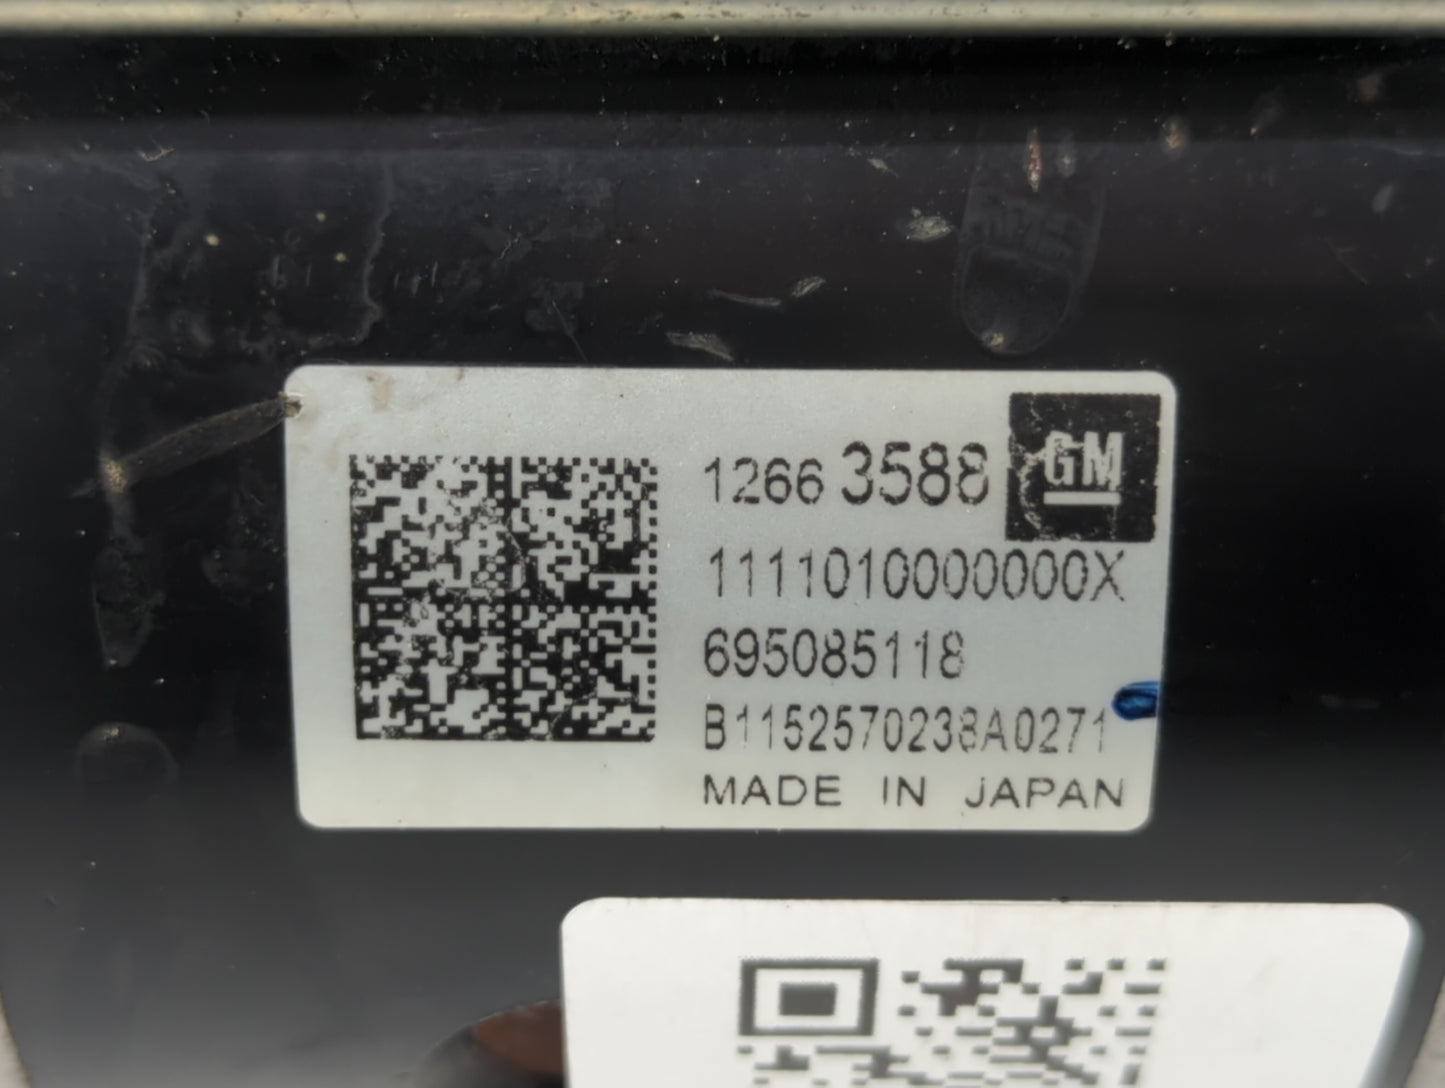 1266 3588 GM
1111010000000X
695085118
B1152570238A0271
MADE IN JAPAN